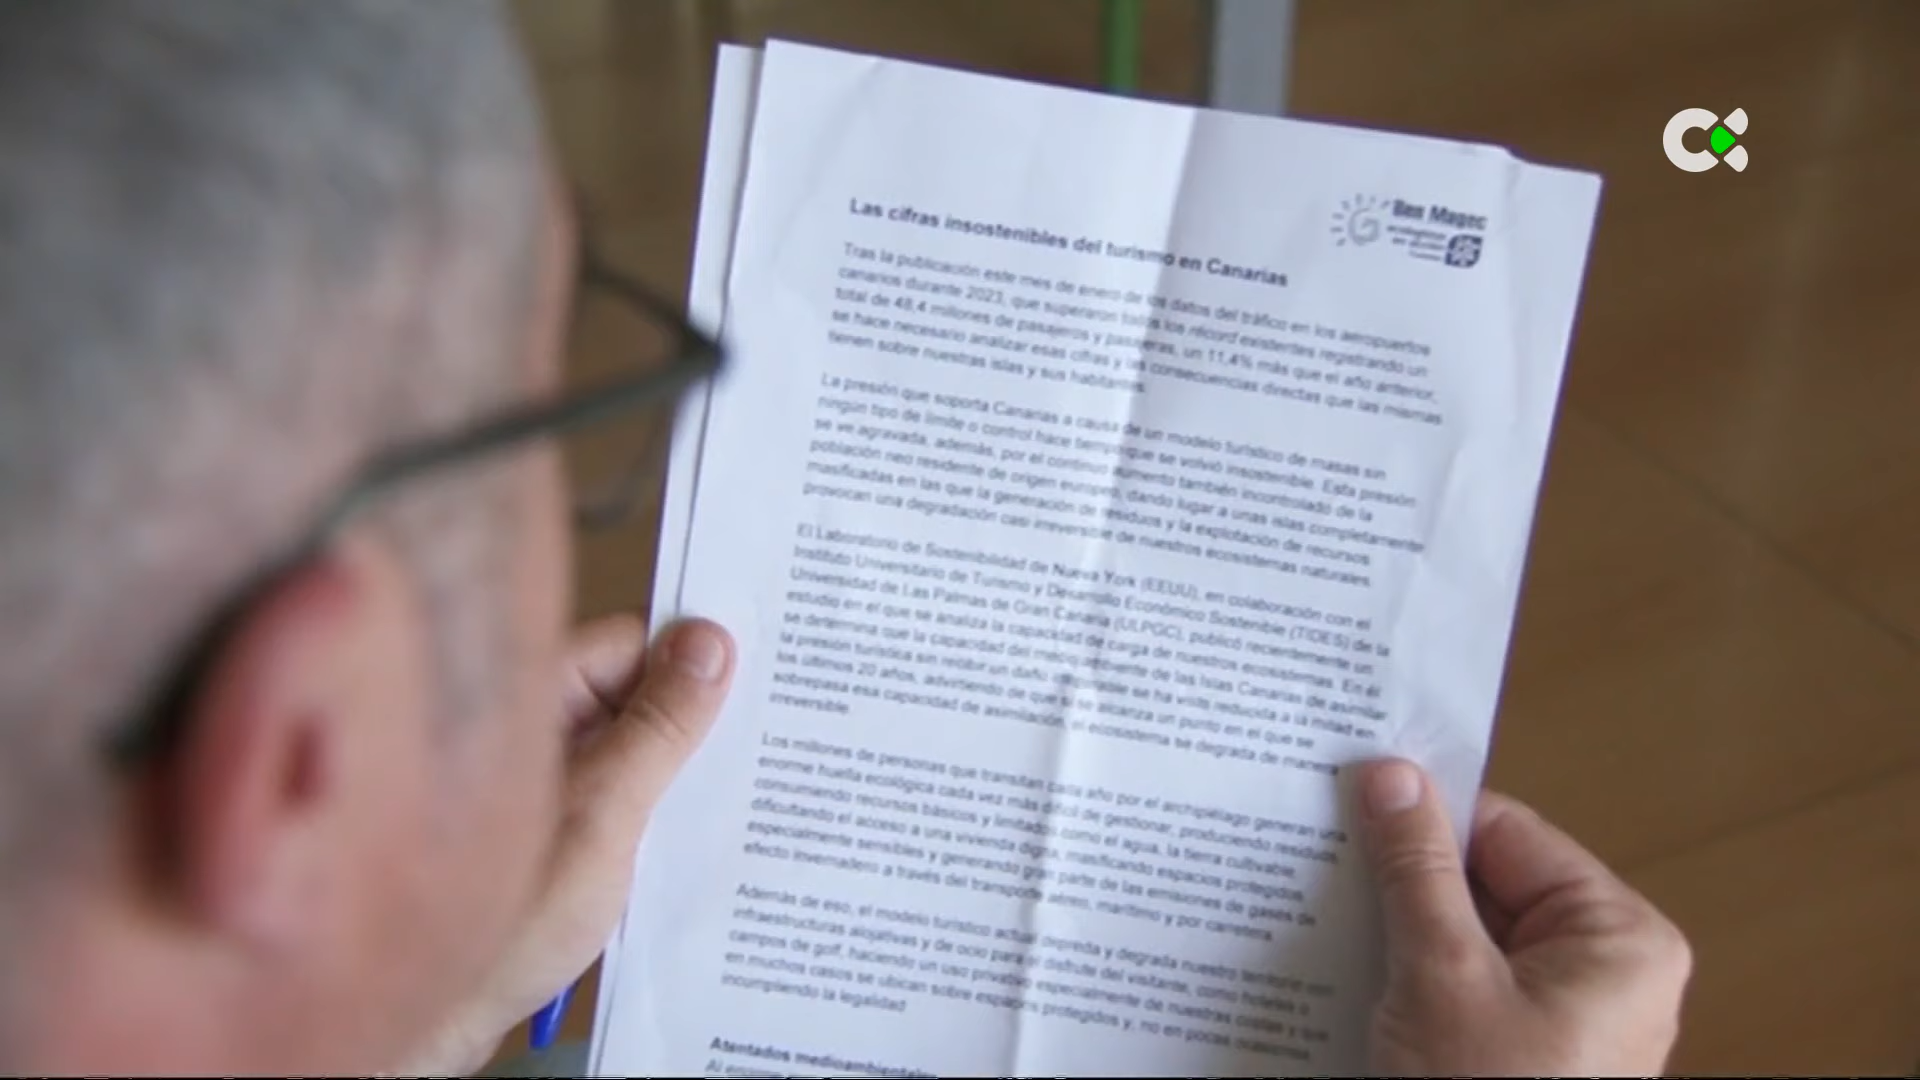 Ben Magec
Las cifras insostenibles del turismo en Canarias
Tras la publicación este mes de enero de los datos del tráfico en los aeropuertos
canarios durante 2023, que superaron todos los récord existentes registrando un
total de 48,4 millones de pasajeros y pasajeras, un 11,4% más que el año anterior,
se hace necesario analizar esas cifras y las consecuencias directas que las mismas
tienen sobre nuestras islas y sus habitantes.
La presión que soporta Canarias a causa de un modelo turístico de masas sin
ningún tipo de límite o control hace tiempo que se volvió insostenible. Esta presión
se ve agravada, además, por el continuo aumento también incontrolado de la
población neo residente de origen europeo, dando lugar a unas islas completamente
masificadas en las que la generación de residuos y la explotación de recursos
provocan una degradación casi irreversible de nuestros ecosistemas naturales.
El Laboratorio de Sostenibilidad de Nueva York (EEUU), en colaboración con el
Instituto Universitario de Turismo y Desarrollo Económico Sostenible (TIDES) de la
Universidad de Las Palmas de Gran Canaria (ULPGC), publicó recientemente un
estudio en el que se analiza la capacidad de carga de nuestros ecosistemas. En él
se determina que la capacidad del medio ambiente de las Islas Canarias de asimilar
la presión turística sin recibir un daño se ha visto reducida a la mitad en
los últimos 20 años, advirtiendo de que si se alcanza un punto en el que se
sobrepasa esa capacidad de asimilación, el ecosistema se degrada de manera
irreversible.
Los millones de personas que transitan cada año por el archipiélago generan una
enorme huella ecológica cada vez más difícil de gestionar, produciendo residuos,
consumiendo recursos básicos y limitados como el agua, la tierra cultivable,
dificultando el acceso a una vivienda digna, masificando espacios protegidos
especialmente sensibles y generando gran parte de las emisiones de gases de
efecto invernadero a través del transporte aéreo, marítimo y por carretera.
Además de eso, el modelo turístico actual depreda y degrada nuestro territorio con
infraestructuras alojativas y de ocio para el disfrute del visitante, como hoteles o
campos de golf, haciendo un uso privativo especialmente de nuestras costas y que
en muchos casos se ubican sobre espacios protegidos y, no en pocas ocasiones,
incumpliendo la legalidad
Atentados medioambientales